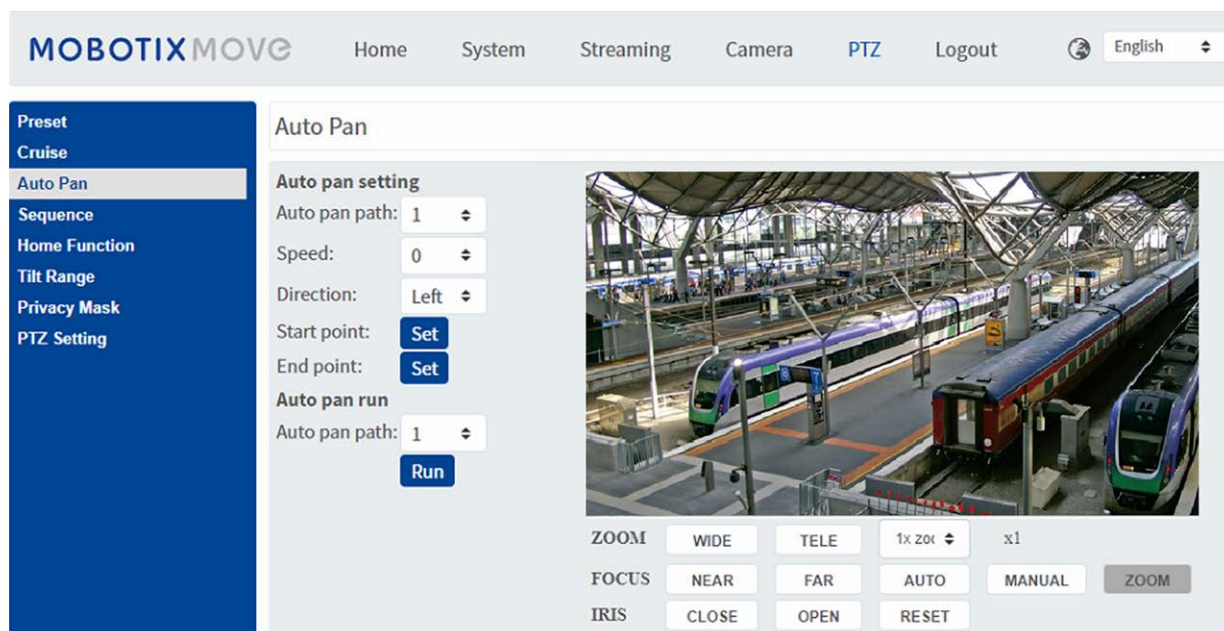 MOBOTIX MOVE Home System Streaming Camera PTZ Logout English
Preset
Cruise
Auto Pan
Sequence
Home Function
Tilt Range
Privacy Mask
PTZ Setting
Auto Pan
Auto pan setting
Auto pan path: 1
Speed: 0
Direction: Left
Start point: Set
End point: Set
Auto pan run
Auto pan path: 1
Run
ZOOM WIDE TELE 1x zo x1
FOCUS NEAR FAR AUTO MANUAL ZOOM
IRIS CLOSE OPEN RESET